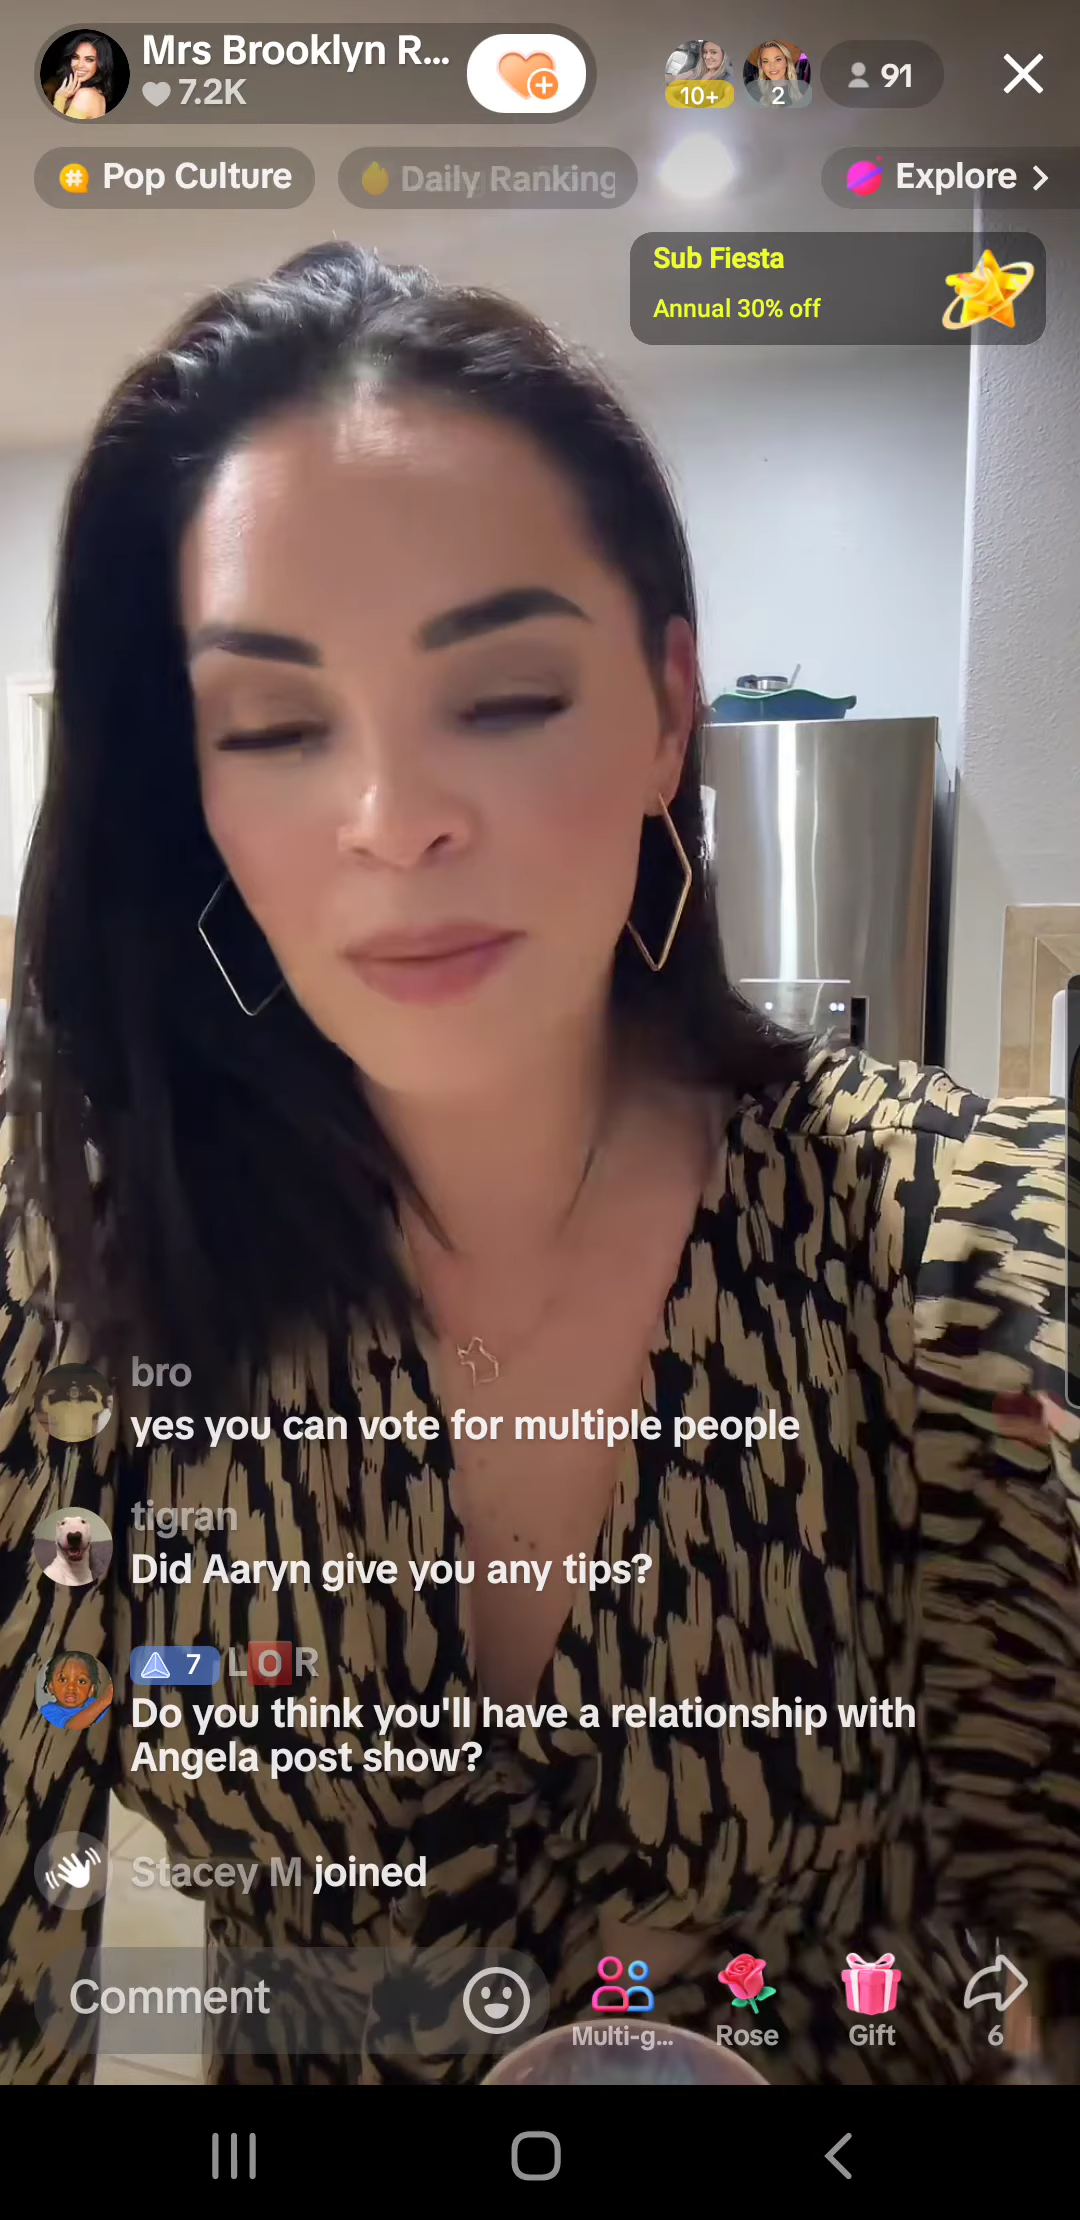 Mrs Brooklyn R...
7.2K
10+
2
91
Pop Culture
Daily Ranking
Explore
Sub Fiesta
Annual 30% off
bro
yes you can vote for multiple people
tigran
Did Aaryn give you any tips?
7 LOR
Do you think you'll have a relationship with
Angela post show?
Stacey M joined
Comment
Multi-g...
Rose
Gift
6